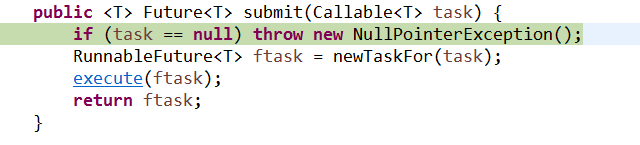 public <T> Future<T> submit(Callable<T> task) {
if (task == null) throw new NullPointerException();
RunnableFuture<T> ftask = newTaskFor(task);
execute(ftask);
return ftask;
}